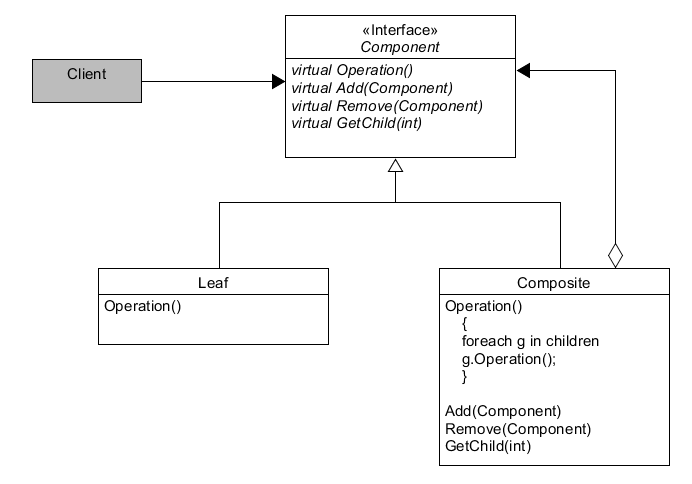 «Interface»
Component
Client
virtual Operation()
virtual Add(Component)
virtual Remove(Component)
virtual GetChild(int)
Leaf
Operation()
Composite
Operation()
{
foreach g in children
g.Operation();
}
Add(Component)
Remove(Component)
GetChild(int)